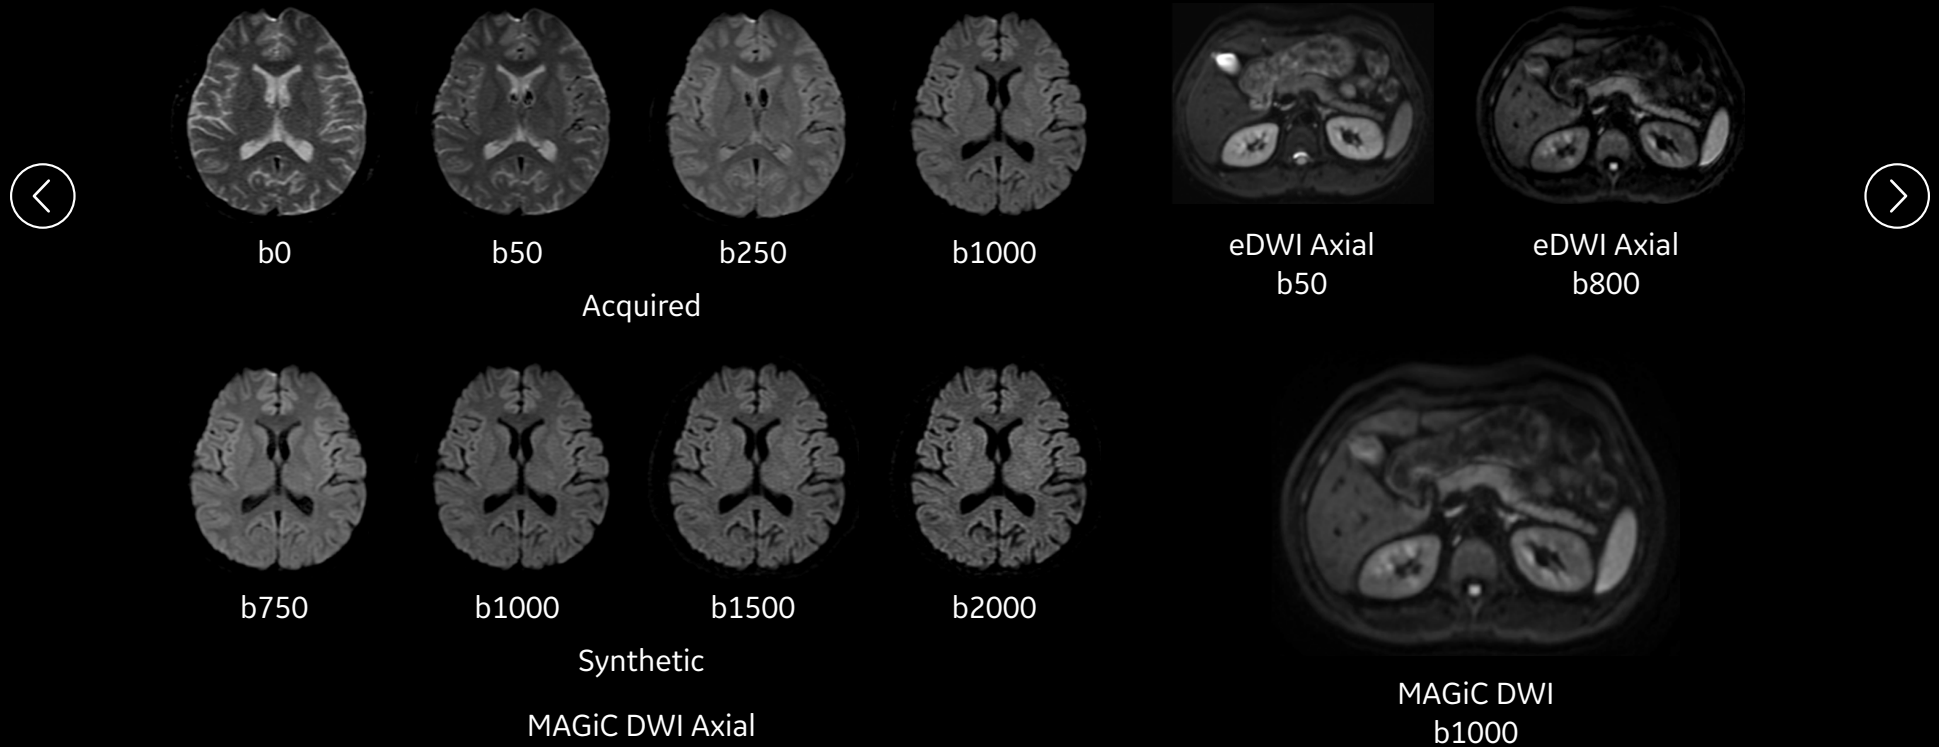 b0 b50 b250 b1000
Acquired
b750 b1000 b1500 b2000
Synthetic
MAGiC DWI Axial
eDWI Axial
b50
eDWI Axial
b800
MAGiC DWI
b1000